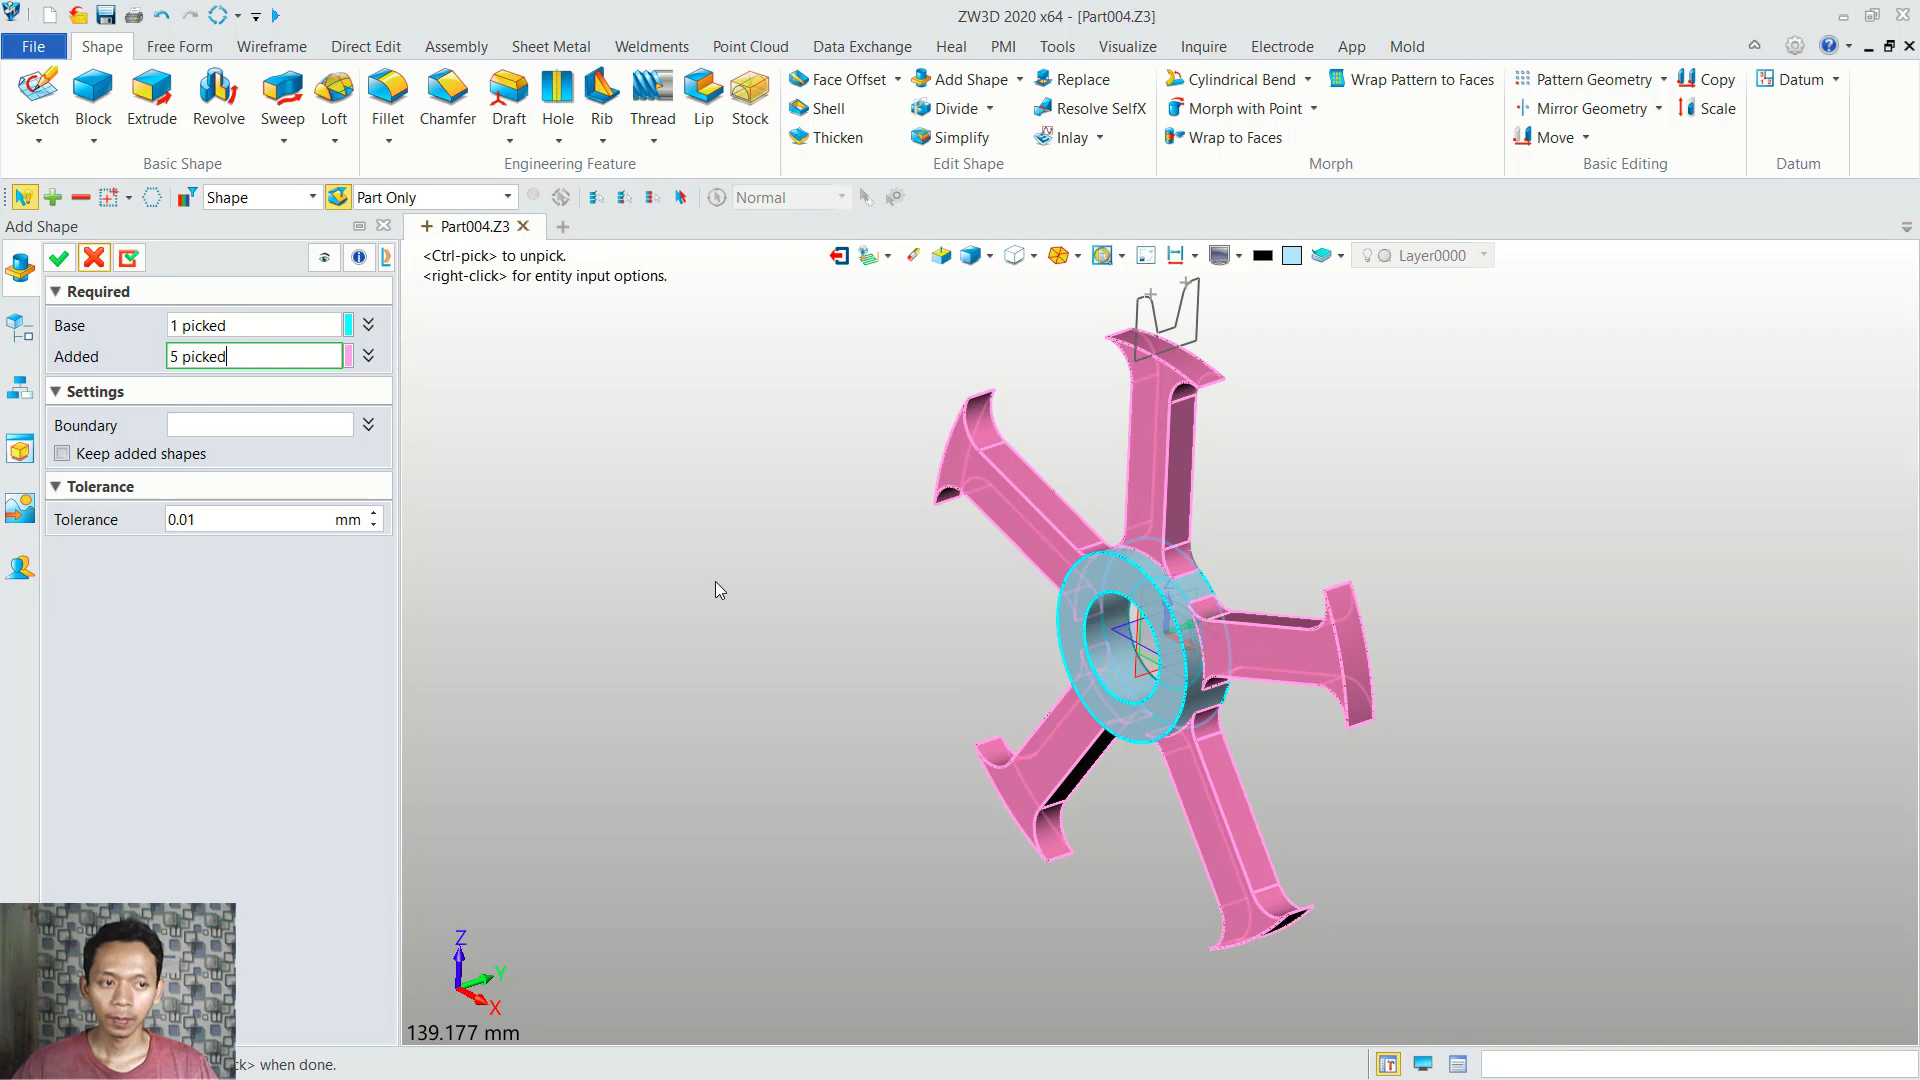 ZW3D 2020 x64 - [Part004.Z3]
File Shape Free Form Wireframe Direct Edit Assembly Sheet Metal Weldments Point Cloud Data Exchange Heal PMI Tools Visualize Inquire Electrode App Mold
Sketch Block Extrude Revolve Sweep Loft Fillet Chamfer Draft Hole Rib Thread Lip Stock
Face Offset Add Shape Replace Cylindrical Bend Wrap Pattern to Faces Pattern Geometry Copy Datum
Shell Divide Resolve SelfX Morph with Point Mirror Geometry Scale
Thicken Simplify Inlay Wrap to Faces Move
Basic Shape Engineering Feature Edit Shape Morph Basic Editing Datum
Shape Part Only Normal
Add Shape
Part004.Z3
<Ctrl-pick> to unpick.
<right-click> for entity input options.
Layer0000
Required
Base 1 picked
Added 5 picked
Settings
Boundary
Keep added shapes
Tolerance
Tolerance 0.01 mm
Z
Y
X
139.177 mm
ck> when done.